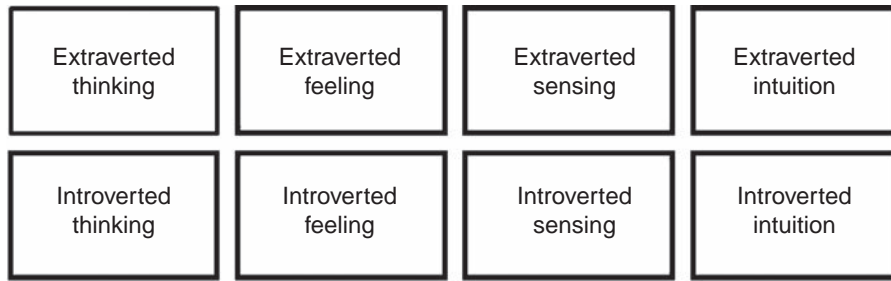 Extraverted
thinking
Extraverted
feeling
Extraverted
sensing
Extraverted
intuition
Introverted
thinking
Introverted
feeling
Introverted
sensing
Introverted
intuition